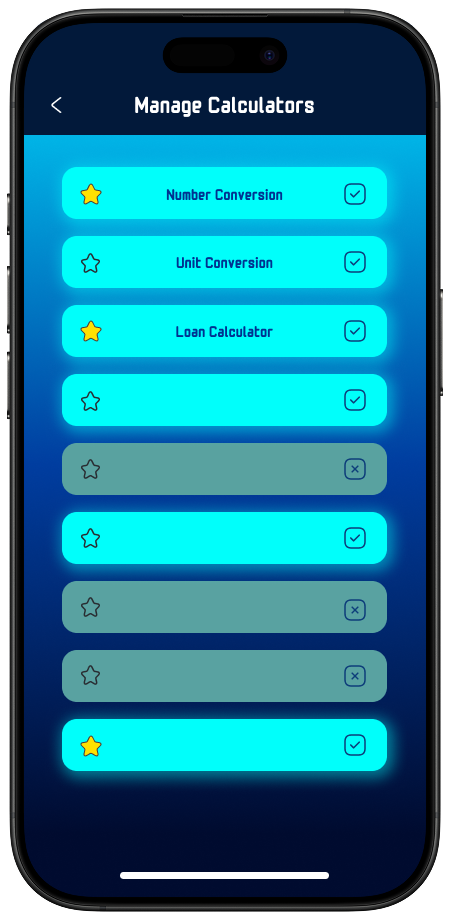 Manage Calculators
Number Conversion
Unit Conversion
Loan Calculator